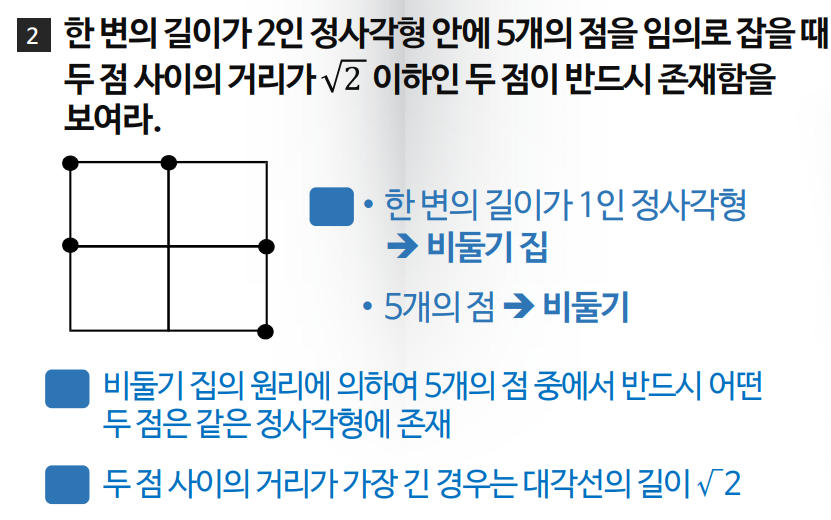 2 한 변의 길이가 2인 정사각형 안에 5개의 점을 임의로 잡을 때
두 점 사이의 거리가 √2 이하인 두 점이 반드시 존재함을
보여라.
• 한 변의 길이가 1인 정사각형
➔ 비둘기 집
• 5개의 점 ➔ 비둘기
비둘기 집의 원리에 의하여 5개의 점 중에서 반드시 어떤
두 점은 같은 정사각형에 존재
두 점 사이의 거리가 가장 긴 경우는 대각선의 길이 √2